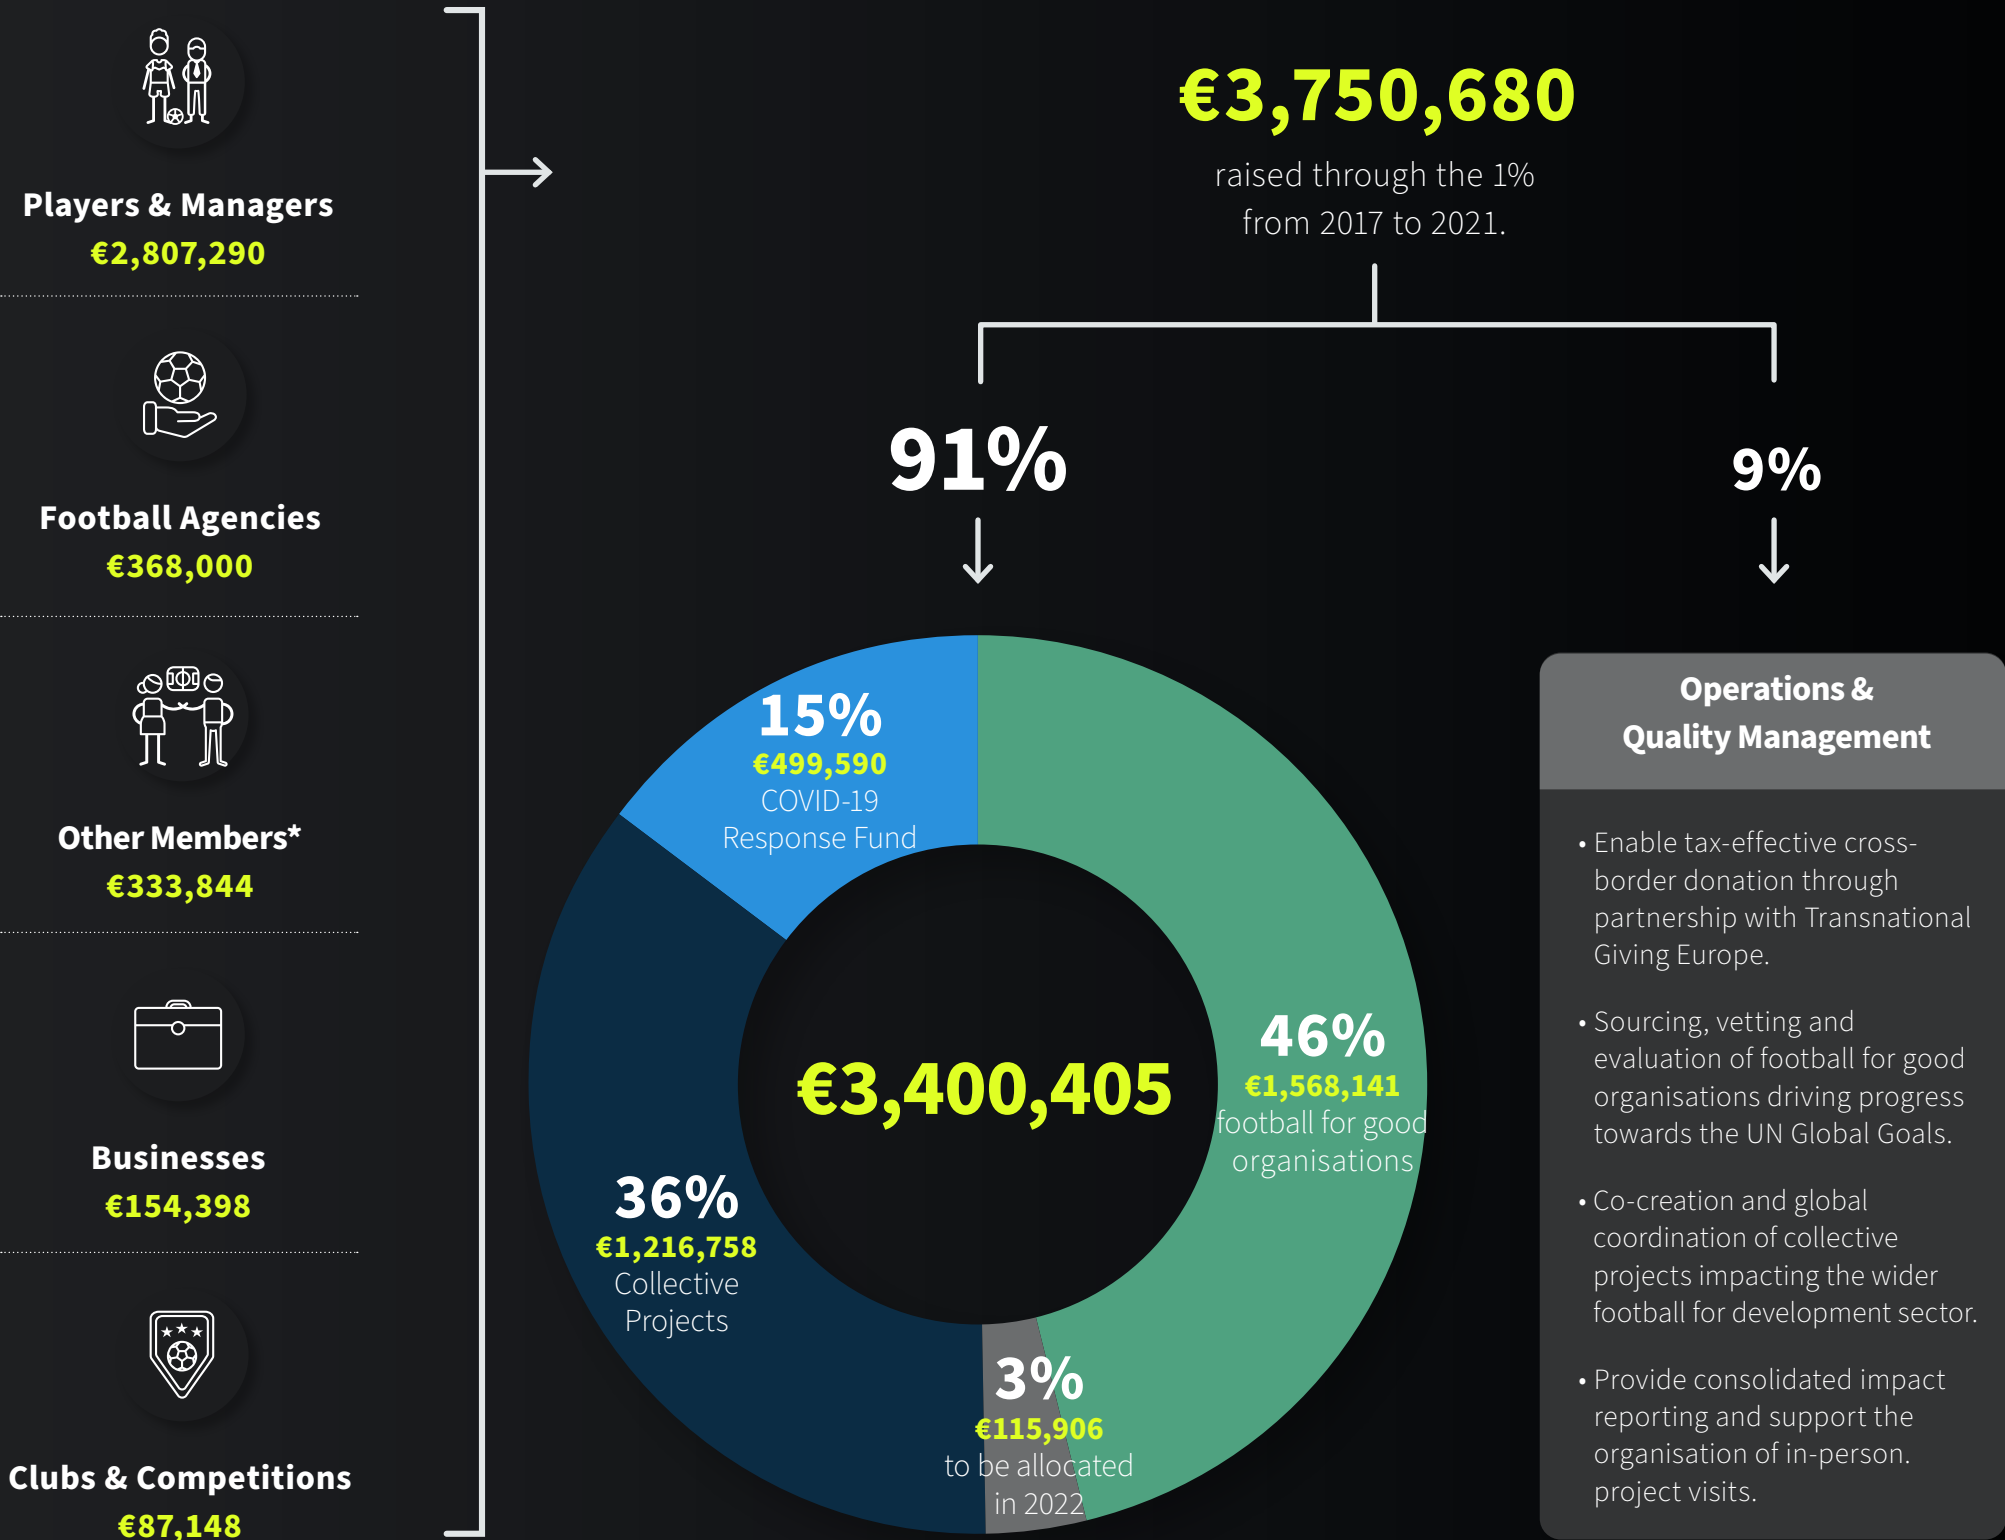 Players & Managers
€2,807,290
Football Agencies
€368,000
Other Members*
€333,844
Businesses
€154,398
Clubs & Competitions
€87,148
€3,750,680
raised through the 1%
from 2017 to 2021.
91%
9%
15%
€499,590
COVID-19
Response Fund
46%
€1,568,141
football for good
organisations
€3,400,405
36%
€1,216,758
Collective
Projects
3%
€115,906
to be allocated
in 2022
Operations &
Quality Management
• Enable tax-effective cross-
border donation through
partnership with Transnational
Giving Europe.
• Sourcing, vetting and
evaluation of football for good
organisations driving progress
towards the UN Global Goals.
• Co-creation and global
coordination of collective
projects impacting the wider
football for development sector.
• Provide consolidated impact
reporting and support the
organisation of in-person.
project visits.